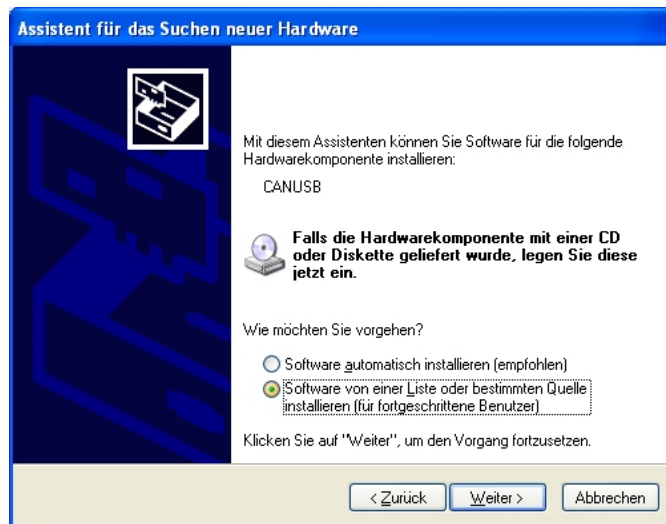 Assistent für das Suchen neuer Hardware
Mit diesem Assistenten können Sie Software für die folgende
Hardwarekomponente installieren:
CANUSB
Falls die Hardwarekomponente mit einer CD
oder Diskette geliefert wurde, legen Sie diese
jetzt ein.
Wie möchten Sie vorgehen?
Software automatisch installieren (empfohlen)
Software von einer Liste oder bestimmten Quelle
installieren (für fortgeschrittene Benutzer)
Klicken Sie auf "Weiter", um den Vorgang fortzusetzen.
< Zurück Weiter > Abbrechen